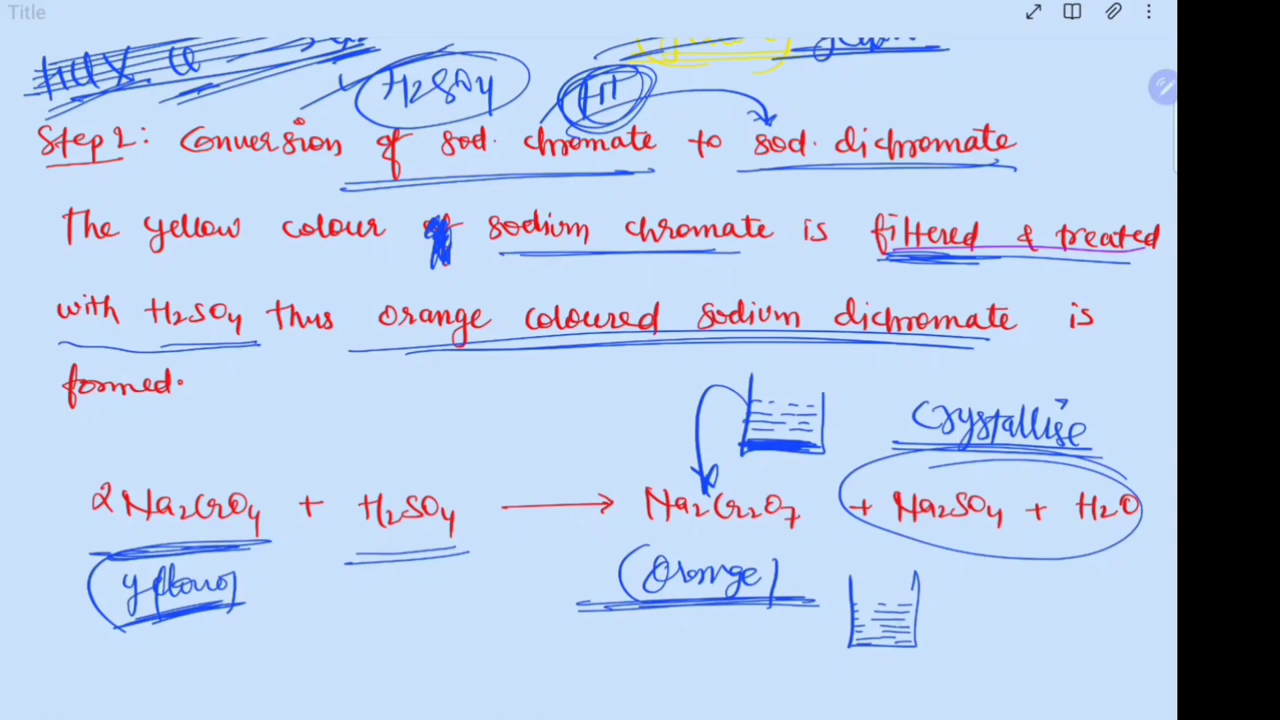 Title
H2SO4 H+
Step 2: Conversion of sod. chromate to sod. dichromate
The yellow colour of sodium chromate is filtered & treated
with H2SO4 thus orange coloured sodium dichromate is
formed.
Crystallise
2Na2CrO4 + H2SO4 ⟶ Na2Cr2O7 + Na2SO4 + H2O
yellow (Orange)